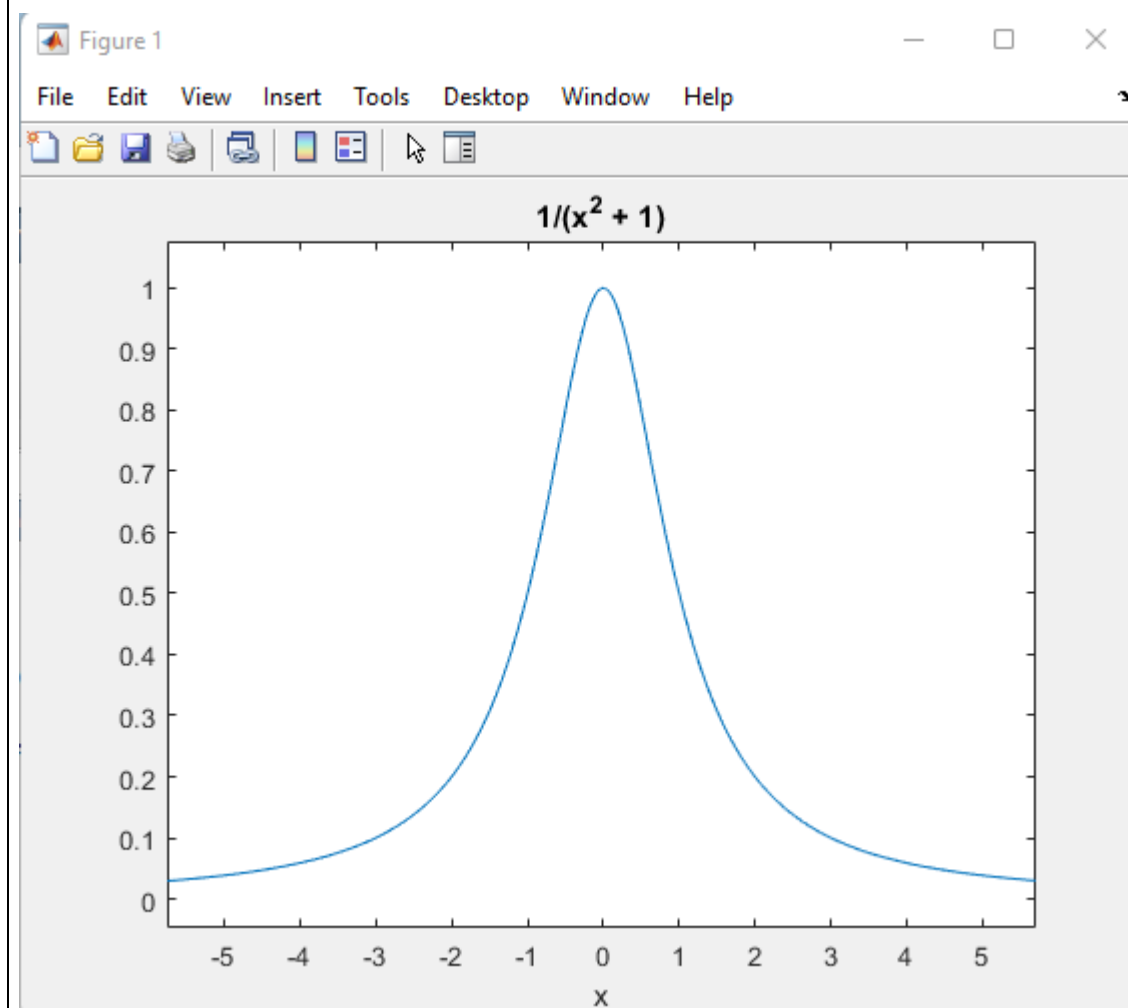 Figure 1
File Edit View Insert Tools Desktop Window Help
1/(x² + 1)
1
0.9
0.8
0.7
0.6
0.5
0.4
0.3
0.2
0.1
0
-5 -4 -3 -2 -1 0 1 2 3 4 5
x